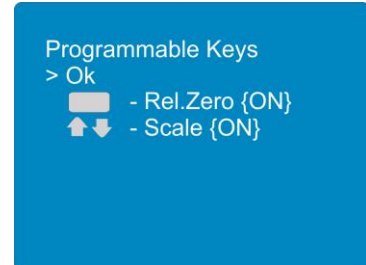 Programmable Keys
> Ok
- Rel.Zero {ON}
- Scale {ON}